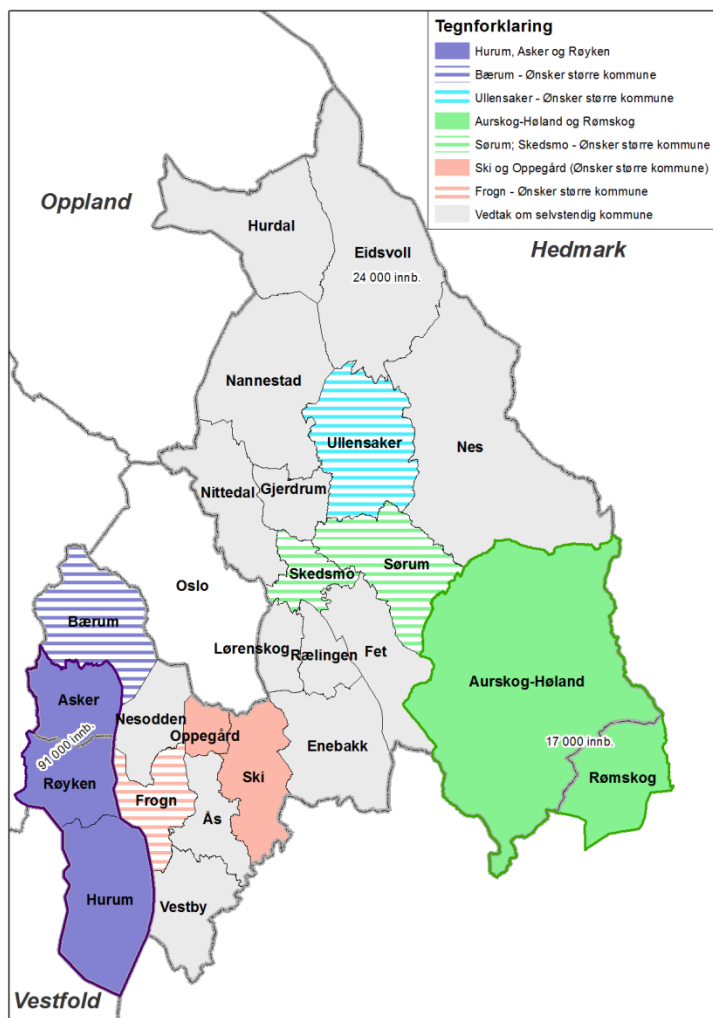 Tegnforklaring
Hurum, Asker og Røyken
Bærum - Ønsker større kommune
Ullensaker - Ønsker større kommune
Aurskog-Høland og Rømskog
Sørum; Skedsmo - Ønsker større kommune
Ski og Oppegård (Ønsker større kommune)
Frogn - Ønsker større kommune
Vedtak om selvstendig kommune
Oppland
Hedmark
Hurdal
Eidsvoll
24 000 innb.
Nannestad
Ullensaker
Nes
Nittedal
Gjerdrum
Skedsmo
Sørum
Oslo
Bærum
Lørenskog
Rælingen
Fet
Aurskog-Høland
Asker
Nesodden
Oppegård
Enebakk
91 000 innb.
17 000 innb.
Røyken
Frogn
Ski
Rømskog
Ås
Hurum
Vestby
Vestfold